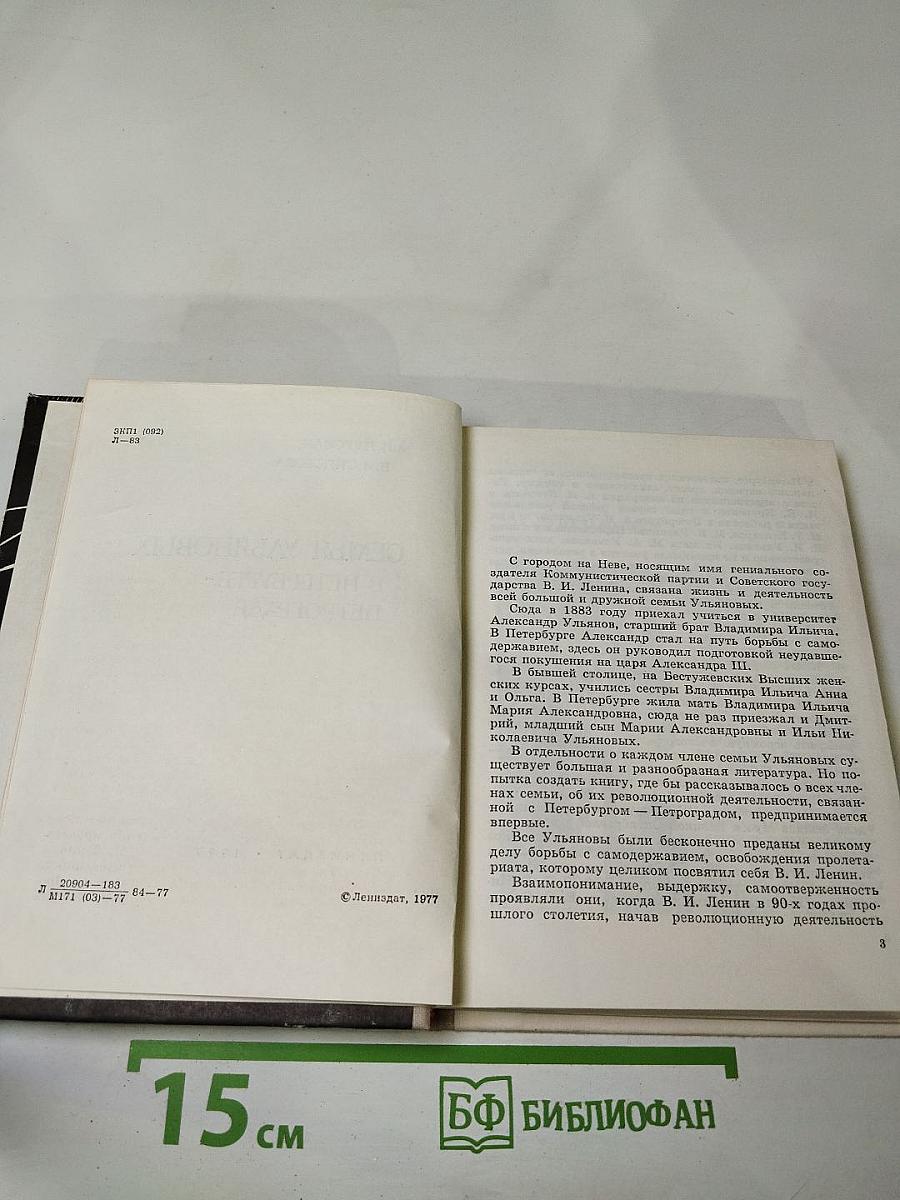 ЗКП1 (092)
Л—83
СЕМЬЯ УЛЬЯНОВЫХ
Л 20904—183 84—77
М171 (03)—77
© Лениздат, 1977
С городом на Неве, носящим имя гениального со-
здателя Коммунистической партии и Советского госу-
дарства В. И. Ленина, связана жизнь и деятельность
всей большой и дружной семьи Ульяновых.
Сюда в 1883 году приехал учиться в университет
Александр Ульянов, старший брат Владимира Ильича.
В Петербурге Александр стал на путь борьбы с само-
державием, здесь он руководил подготовкой неудавше-
гося покушения на царя Александра III.
В бывшей столице, на Бестужевских Высших жен-
ских курсах, учились сестры Владимира Ильича Анна
и Ольга. В Петербурге жила мать Владимира Ильича
Мария Александровна, сюда не раз приезжал и Дмит-
рий, младший сын Марии Александровны и Ильи Ни-
колаевича Ульяновых.
В отдельности о каждом члене семьи Ульяновых су-
ществует большая и разнообразная литература. Но по-
пытка создать книгу, где бы рассказывалось о всех чле-
нах семьи, об их революционной деятельности, связан-
ной с Петербургом — Петроградом, предпринимается
впервые.
Все Ульяновы были бесконечно преданы великому
делу борьбы с самодержавием, освобождения пролета-
риата, которому целиком посвятил себя В. И. Ленин.
Взаимопонимание, выдержку, самоотверженность
проявляли они, когда В. И. Ленин в 90-х годах про-
шлого столетия, начав революционную деятельность
3
15 см
БФ БИБЛИОФАН